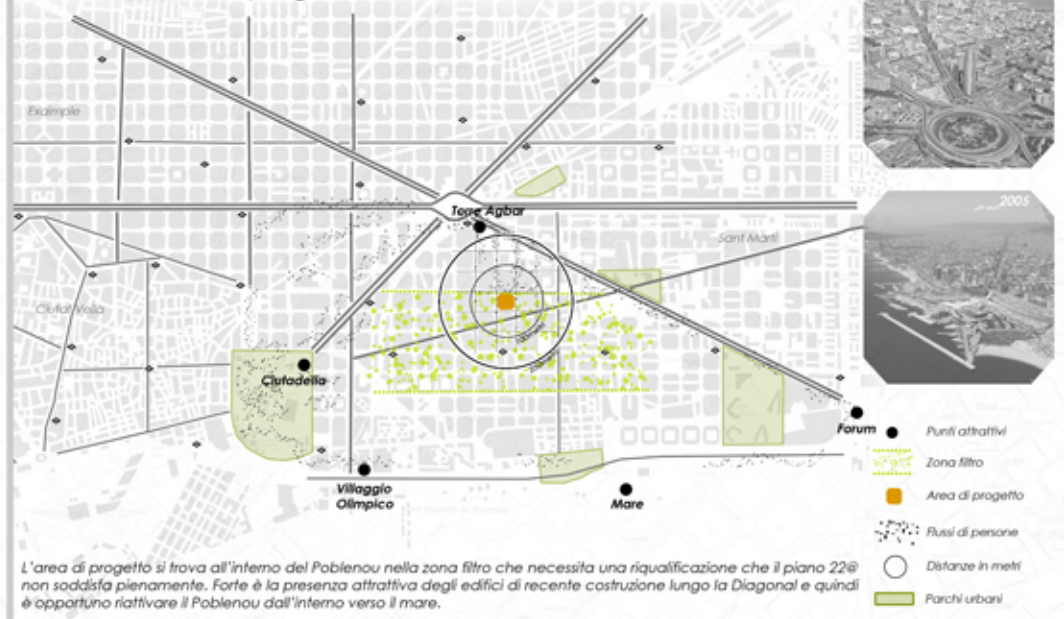 Exaimple
Torre Agbar
Sant Martì
Ciutat Vella
Ciutadella
Villaggio
Olimpico
Mare
Forum
2005
Punti attrattivi
Zona filtro
Area di progetto
Flussi di persone
Distanze in metri
Parchi urbani
L'area di progetto si trova all'interno del Poblenou nella zona filtro che necessita una riqualificazione che il piano 22@
non soddisfa pienamente. Forte è la presenza attrattiva degli edifici di recente costruzione lungo la Diagonal e quindi
è opportuno riattivare il Poblenou dall'interno verso il mare.